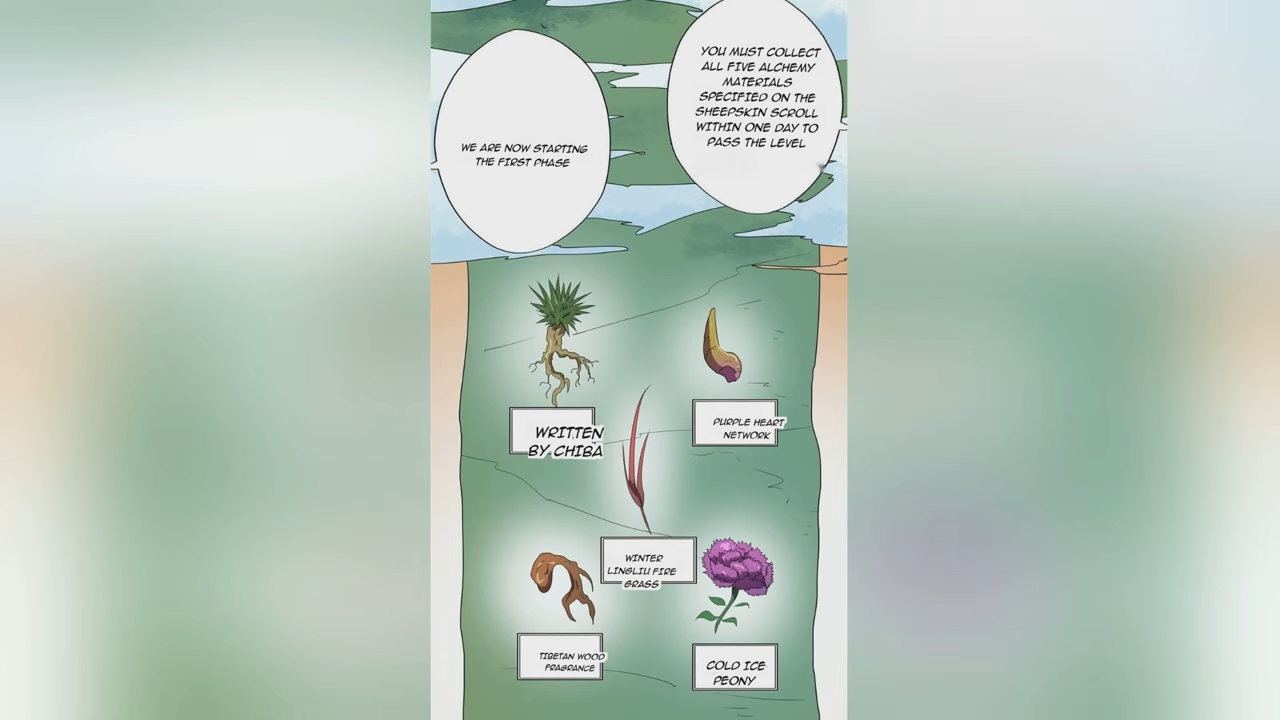 WE ARE NOW STARTING
THE FIRST PHASE
YOU MUST COLLECT
ALL FIVE ALCHEMY
MATERIALS
SPECIFIED ON THE
SHEEPSKIN SCROLL
WITHIN ONE DAY TO
PASS THE LEVEL
WRITTEN
BY CHIBA
PURPLE HEART
NETWORK
WINTER
LINGLIU FIRE
GRASS
TIBETAN WOOD
FRAGRANCE
COLD ICE
PEONY